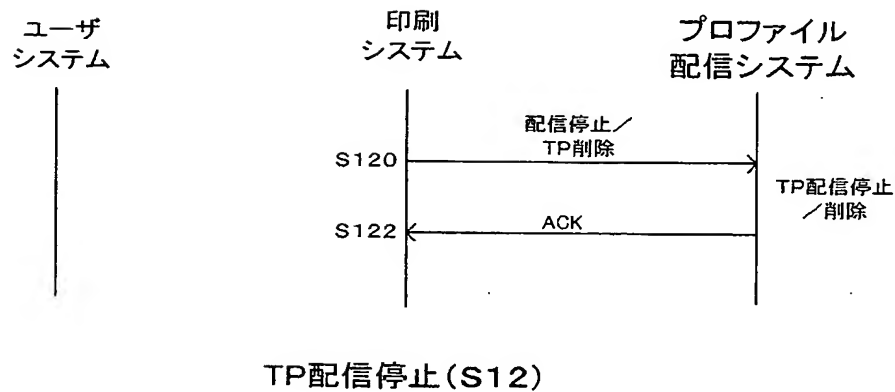 ユーザ
システム
印刷
システム
プロファイル
配信システム
配信停止／
TP削除
S120
TP配信停止
／削除
ACK
S122
TP配信停止(S12)